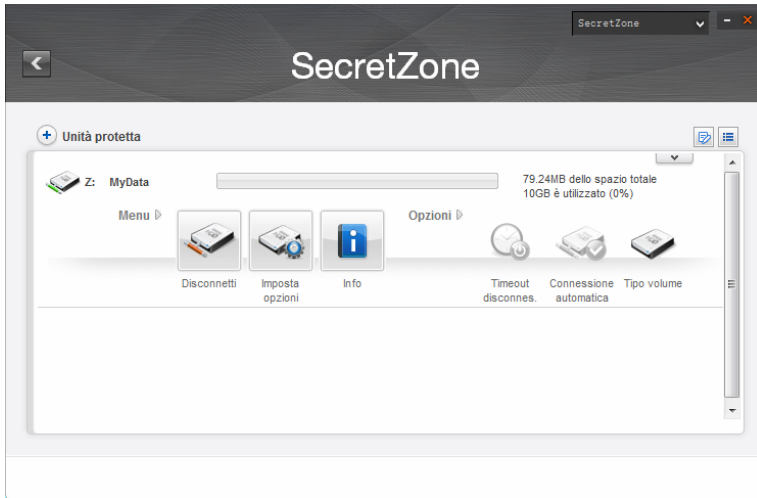 SecretZone
SecretZone
Unità protetta
Z: MyData
79.24MB dello spazio totale
10GB è utilizzato (0%)
Menu
Opzioni
Disconnetti
Imposta
opzioni
Info
Timeout
disconnes.
Connessione
automatica
Tipo volume